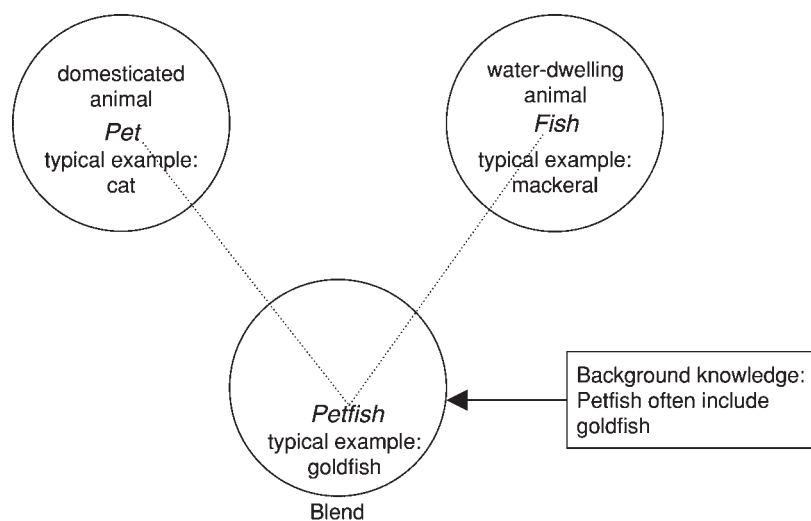 domesticated
animal
Pet
typical example:
cat
water-dwelling
animal
Fish
typical example:
mackeral
Petfish
typical example:
goldfish
Blend
Background knowledge:
Petfish often include
goldfish